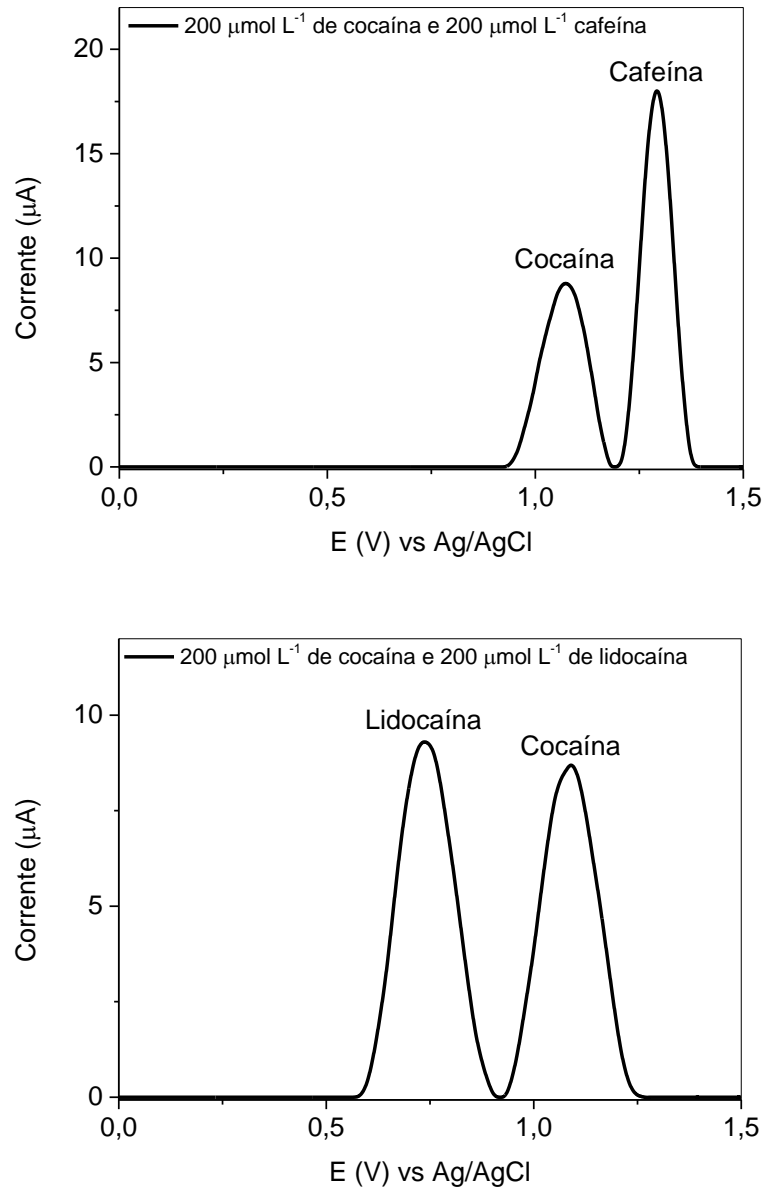 200 μmol L⁻¹ de cocaína e 200 μmol L⁻¹ cafeína
20
Cafeína
15
Corrente (μA)
10
Cocaína
5
0
0,0 0,5 1,0 1,5
E (V) vs Ag/AgCl
200 μmol L⁻¹ de cocaína e 200 μmol L⁻¹ de lidocaína
10
Lidocaína
Cocaína
Corrente (μA)
5
0
0,0 0,5 1,0 1,5
E (V) vs Ag/AgCl